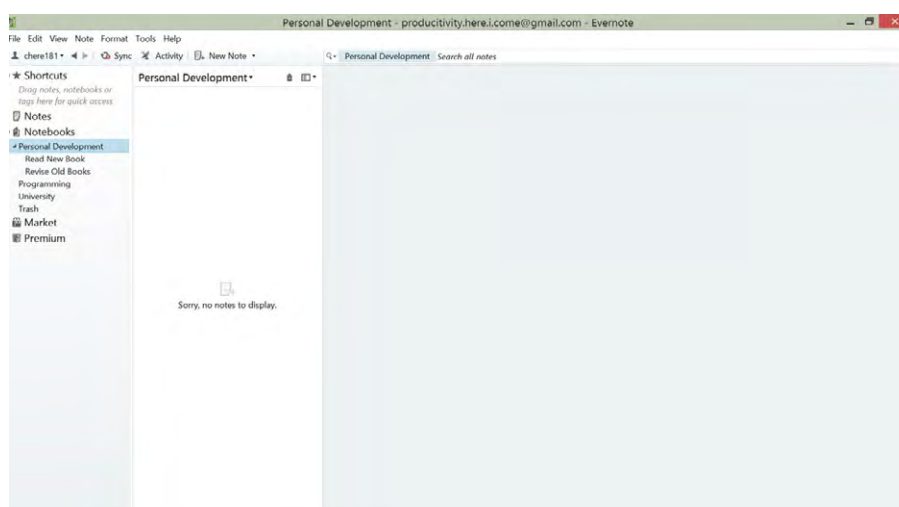 Personal Development - producitivity.here.i.come@gmail.com - Evernote
File Edit View Note Format Tools Help
chere181 Sync Activity New Note Personal Development Search all notes
Shortcuts
Drag notes, notebooks or
tags here for quick access
Notes
Notebooks
Personal Development
Read New Book
Revise Old Books
Programming
University
Trash
Market
Premium
Personal Development
Sorry, no notes to display.